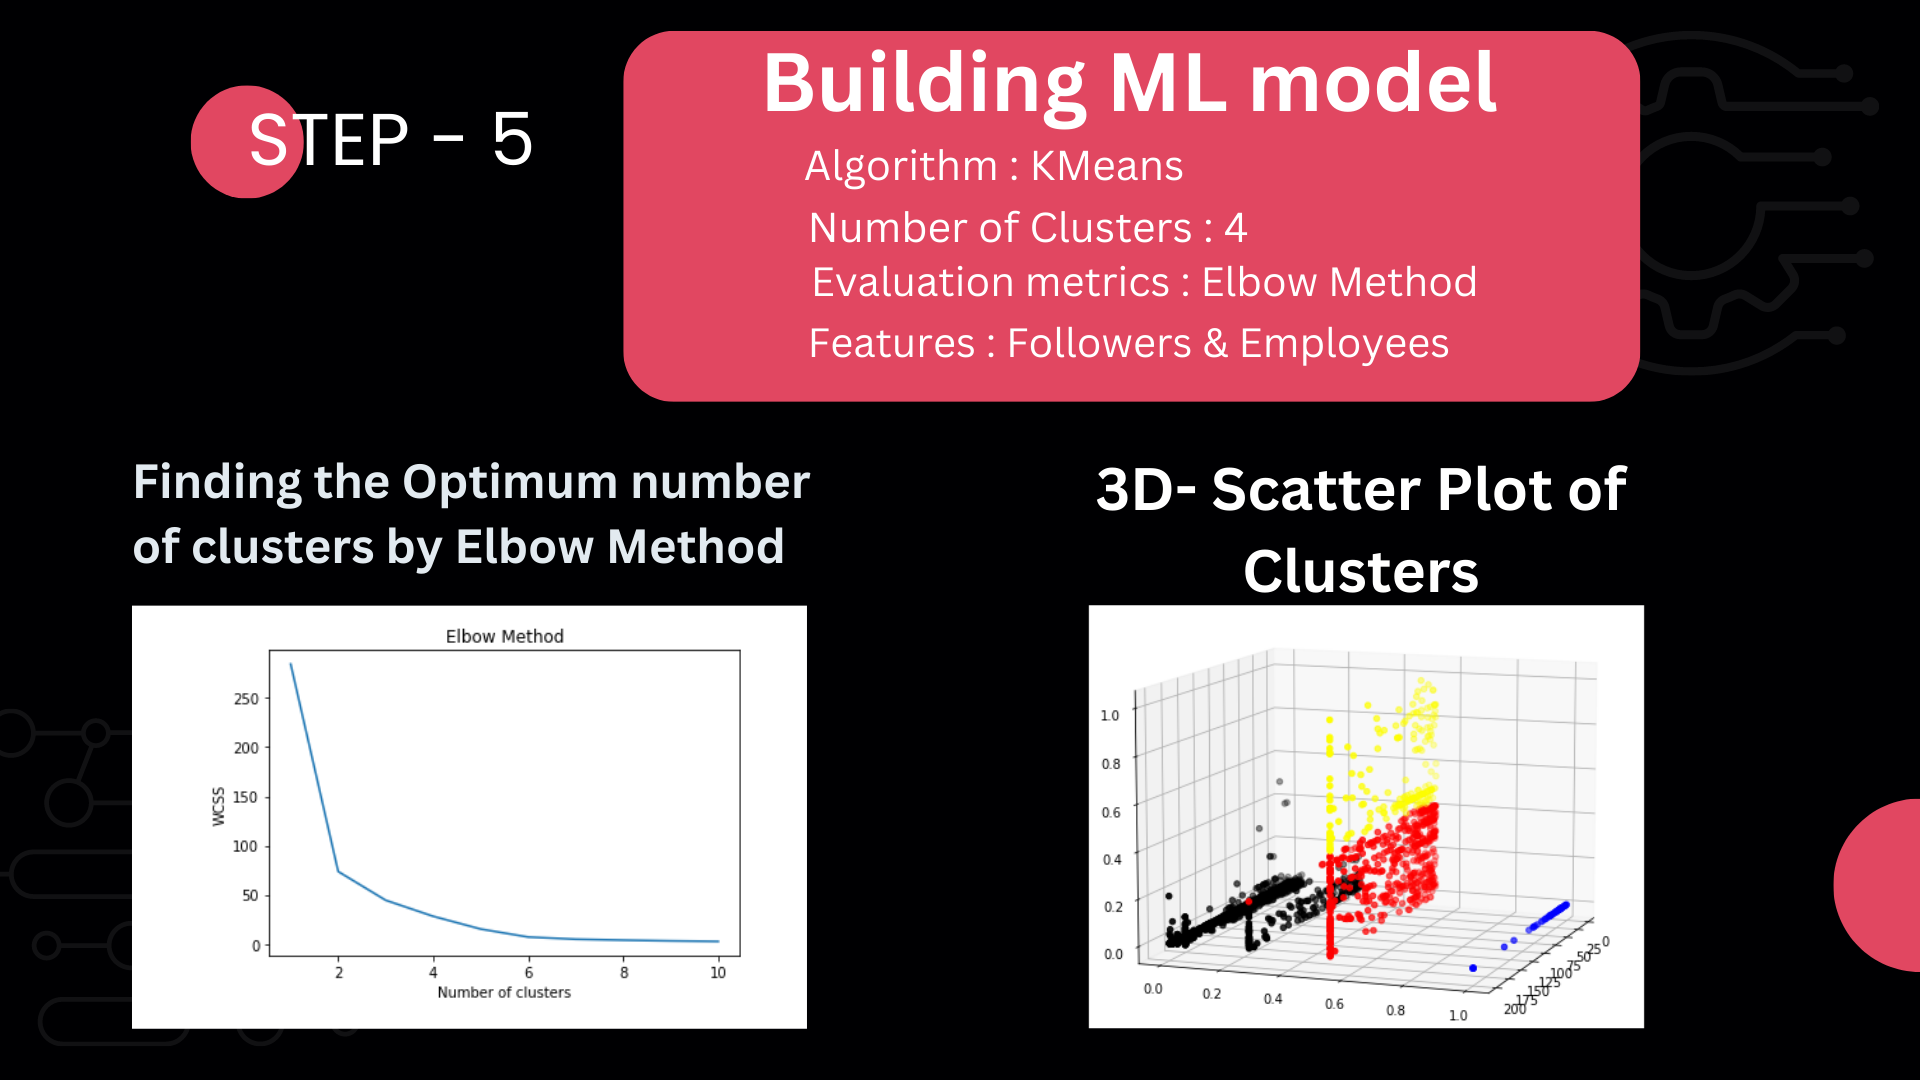 STEP - 5
Building ML model
Algorithm : KMeans
Number of Clusters : 4
Evaluation metrics : Elbow Method
Features : Followers & Employees
Finding the Optimum number
of clusters by Elbow Method
Elbow Method
250
200
150
100
50
0
WCSS
2 4 6 8 10
Number of clusters
3D- Scatter Plot of
Clusters
1.0
0.8
0.6
0.4
0.2
0.0
0.0 0.2 0.4 0.6 0.8 1.0
0
25
50
75
100
125
150
175
200